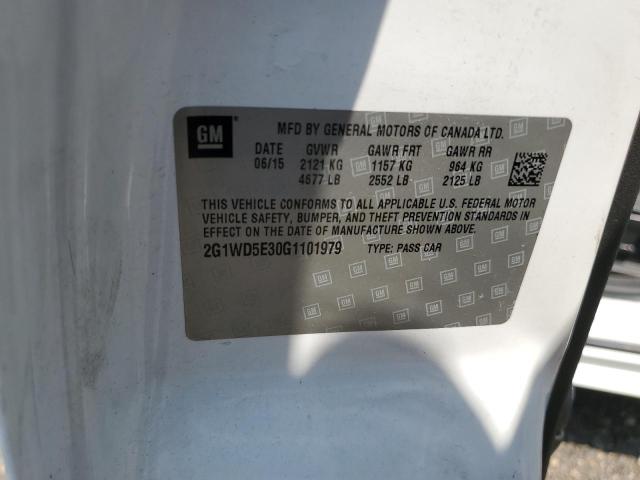 GM ® MFD BY GENERAL MOTORS OF CANADA LTD.
DATE GVWR GAWR FRT GAWR RR
06/15 2121 KG 1157 KG 964 KG
4677 LB 2552 LB 2125 LB
THIS VEHICLE CONFORMS TO ALL APPLICABLE U.S. FEDERAL MOTOR
VEHICLE SAFETY, BUMPER, AND THEFT PREVENTION STANDARDS IN
EFFECT ON THE DATE OF MANUFACTURE SHOWN ABOVE.
2G1WD5E30G1101979 TYPE: PASS CAR